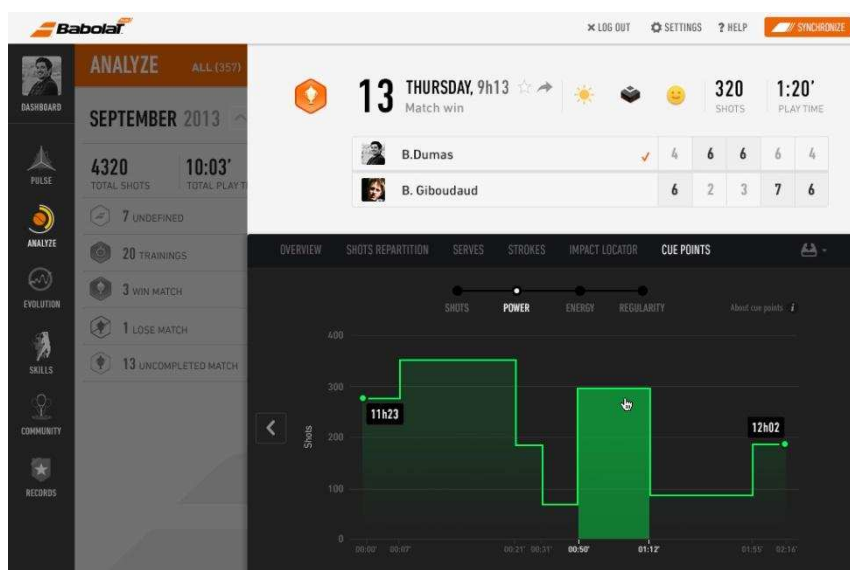 Babolat
LOG OUT SETTINGS ? HELP SYNCHRONIZE
DASHBOARD
PULSE
ANALYZE
EVOLUTION
SKILLS
COMMUNITY
RECORDS
ANALYZE ALL (357)
SEPTEMBER 2013
4320 10:03'
TOTAL SHOTS TOTAL PLAY TI
7 UNDEFINED
20 TRAININGS
3 WIN MATCH
1 LOSE MATCH
13 UNCOMPLETED MATCH
13 THURSDAY, 9h13
Match win
320 1:20'
SHOTS PLAY TIME
B.Dumas 4 6 6 6 4
B. Giboudaud 6 2 3 7 6
OVERVIEW SHOTS REPARTITION SERVES STROKES IMPACT LOCATOR CUE POINTS
SHOTS POWER ENERGY REGULARITY About cue points i
400
300
200
100
0
Shots
11h23
12h02
00:00' 00:07' 00:21' 00:31' 00:50' 01:12' 01:55' 02:16'